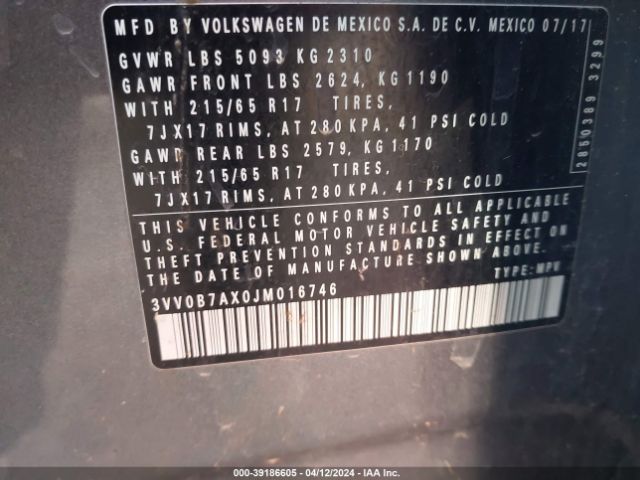 MFD BY VOLKSWAGEN DE MEXICO S.A. DE C.V. MEXICO 07/17
GVWR LBS 5093 KG 2310
GAWR FRONT LBS 2624, KG 1190
WITH 215/65 R17 TIRES,
7JX17 RIMS, AT 280 KPA, 41 PSI COLD
GAWR REAR LBS 2579, KG 1170
WITH 215/65 R17 TIRES,
7JX17 RIMS, AT 280 KPA, 41 PSI COLD
2850389 3299
THIS VEHICLE CONFORMS TO ALL APPLICABLE
U.S. FEDERAL MOTOR VEHICLE SAFETY AND
THEFT PREVENTION STANDARDS IN EFFECT ON
THE DATE OF MANUFACTURE SHOWN ABOVE.
3VV0B7AX0JM016746 TYPE: MPV
000-39186605 - 04/12/2024 - IAA Inc.